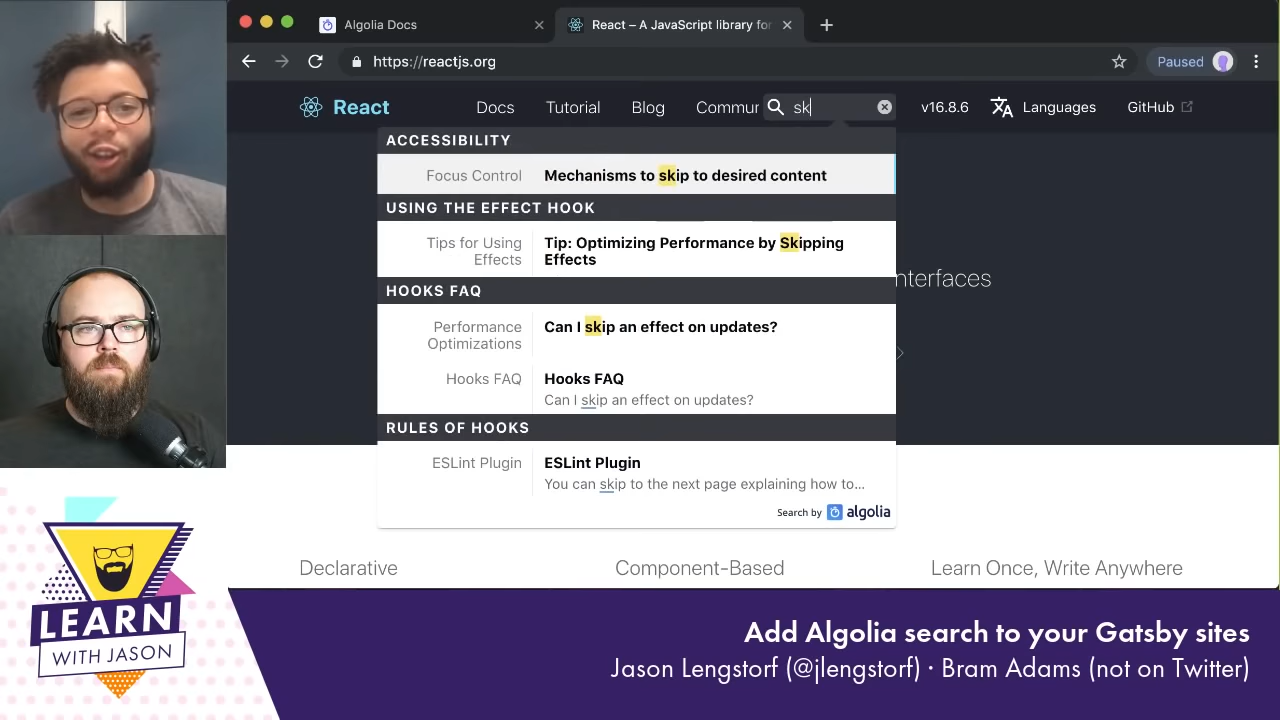 Algolia Docs
React – A JavaScript library for
https://reactjs.org
Paused
React
Docs
Tutorial
Blog
Commun
sk
v16.8.6
Languages
GitHub
ACCESSIBILITY
Focus Control
Mechanisms to skip to desired content
USING THE EFFECT HOOK
Tips for Using
Effects
Tip: Optimizing Performance by Skipping
Effects
nterfaces
HOOKS FAQ
Performance
Optimizations
Can I skip an effect on updates?
Hooks FAQ
Hooks FAQ
Can I skip an effect on updates?
RULES OF HOOKS
ESLint Plugin
ESLint Plugin
You can skip to the next page explaining how to...
Search by algolia
Declarative
Component-Based
Learn Once, Write Anywhere
LEARN
WITH JASON
Add Algolia search to your Gatsby sites
Jason Lengstorf (@jlengstorf) · Bram Adams (not on Twitter)